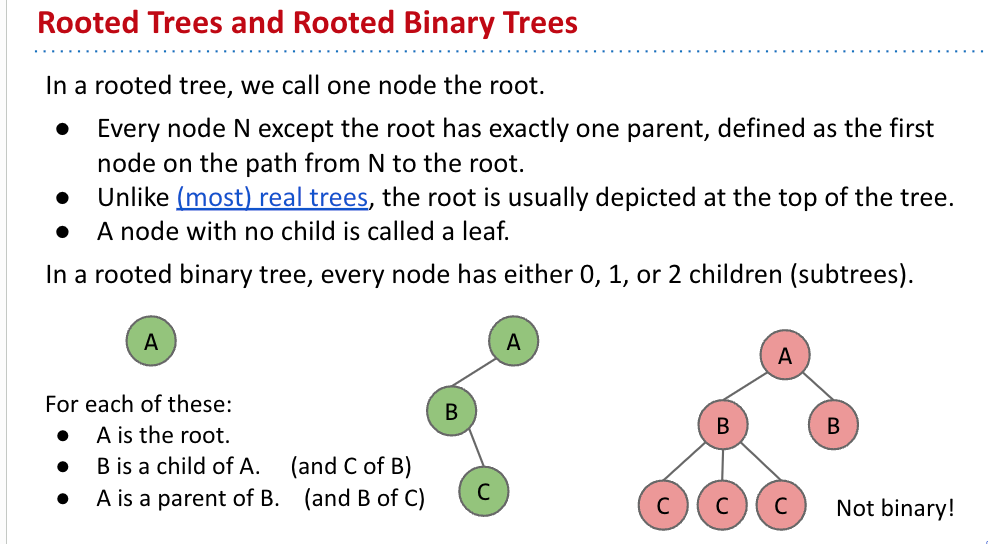 Rooted Trees and Rooted Binary Trees
In a rooted tree, we call one node the root.
● Every node N except the root has exactly one parent, defined as the first
node on the path from N to the root.
● Unlike (most) real trees, the root is usually depicted at the top of the tree.
● A node with no child is called a leaf.
In a rooted binary tree, every node has either 0, 1, or 2 children (subtrees).
A
For each of these:
● A is the root.
● B is a child of A. (and C of B)
● A is a parent of B. (and B of C)
A
B
C
A
B B
C C C
Not binary!